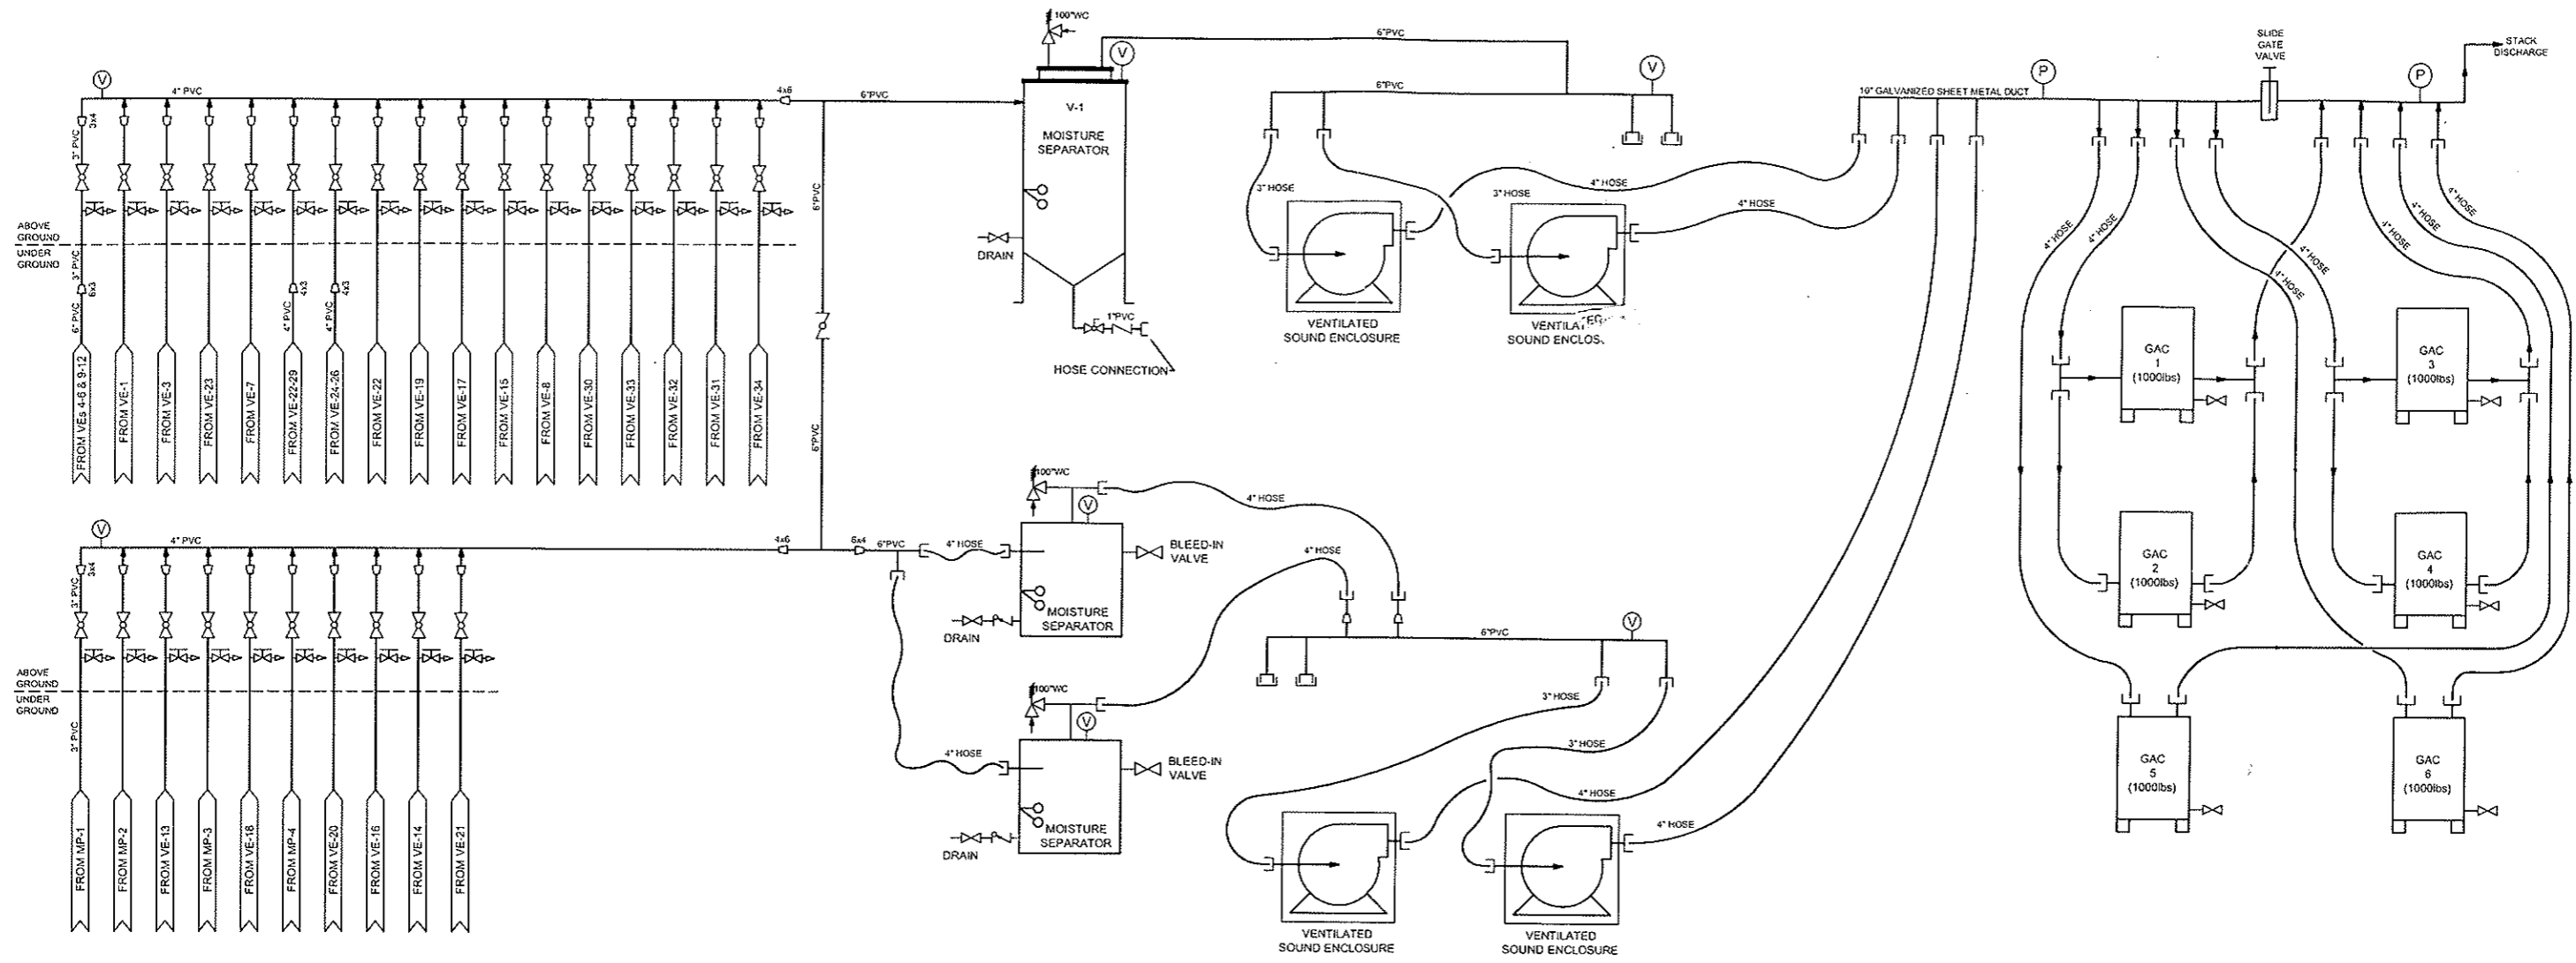 100"WC
6"PVC
V
SLIDE
GATE
VALVE
STACK
DISCHARGE
V
4" PVC
4x6
6"PVC
V-1
MOISTURE
SEPARATOR
6"PVC
V
10" GALVANIZED SHEET METAL DUCT
P
P
3x4
3" PVC
6"PVC
3" HOSE
3" HOSE
4" HOSE
4" HOSE
4" HOSE
4" HOSE
4" HOSE
4" HOSE
4" HOSE
4" HOSE
4" HOSE
ABOVE
GROUND
UNDER
GROUND
3" PVC
6x3
6" PVC
4x3
4" PVC
4x3
4" PVC
DRAIN
1"PVC
HOSE CONNECTION
VENTILATED
SOUND ENCLOSURE
SOUND
FROM VEs 4-6 & 9-12
FROM VE-1
FROM VE-3
FROM VE-23
FROM VE-7
FROM VE-22-29
FROM VE-24-26
FROM VE-22
FROM VE-19
FROM VE-17
FROM VE-15
FROM VE-8
FROM VE-30
FROM VE-33
FROM VE-32
FROM VE-31
FROM VE-34
6"PVC
GAC
1
(1000lbs)
GAC
3
(1000lbs)
GAC
2
(1000lbs)
GAC
4
(1000lbs)
GAC
5
(1000lbs)
GAC
6
(1000lbs)
V
4" PVC
4x6
6x4
6"PVC
4" HOSE
100"WC
V
4" HOSE
BLEED-IN
VALVE
MOISTURE
SEPARATOR
DRAIN
4" HOSE
3x4
3" PVC
ABOVE
GROUND
UNDER
GROUND
3" PVC
FROM MP-1
FROM MP-2
FROM VE-13
FROM MP-3
FROM VE-18
FROM MP-4
FROM VE-20
FROM VE-16
FROM VE-14
FROM VE-21
4" HOSE
100"WC
V
BLEED-IN
VALVE
MOISTURE
SEPARATOR
DRAIN
6"PVC
V
3" HOSE
3" HOSE
4" HOSE
4" HOSE
VENTILATED
SOUND ENCLOSURE
VENTILATED
SOUND ENCLOSURE